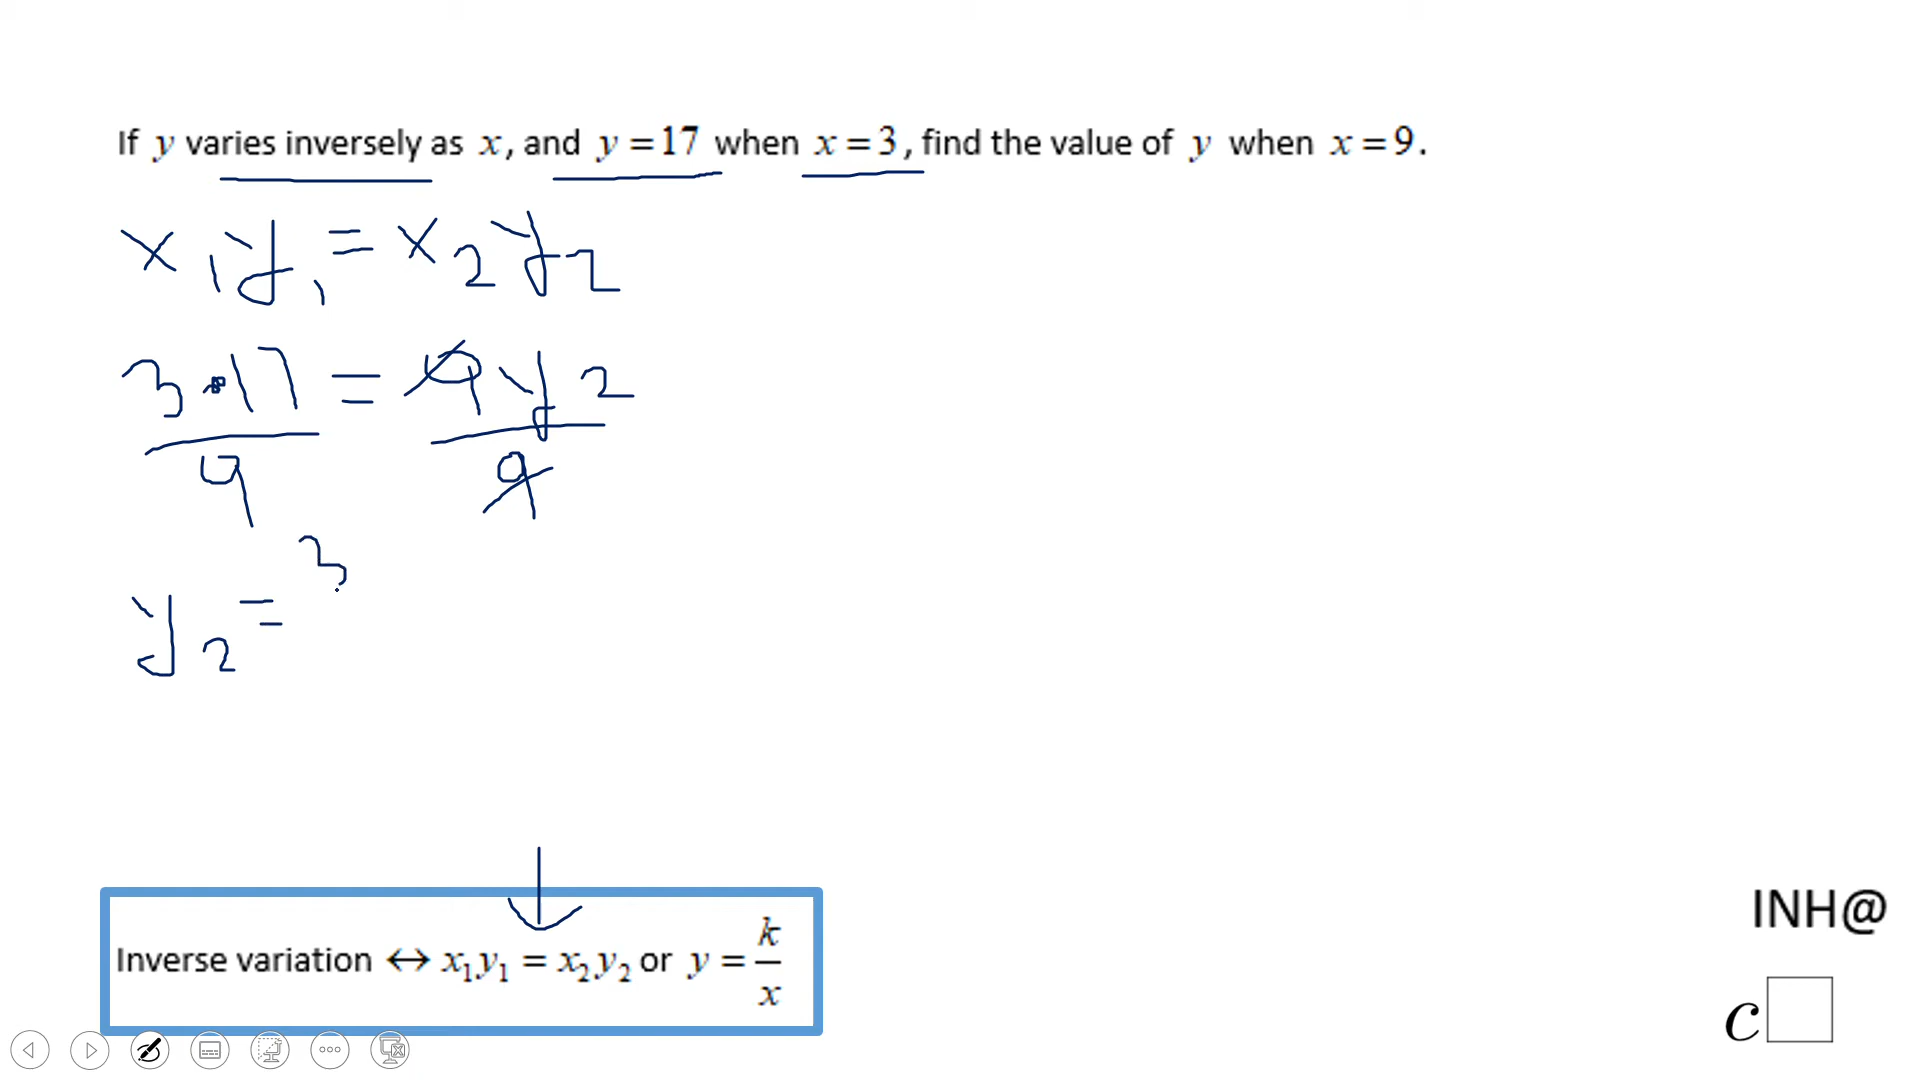 If y varies inversely as x, and y = 17 when x = 3, find the value of y when x = 9.
x₁y₁ = x₂y₂
3·17 = 9y₂
9 9
3
y₂ =
Inverse variation ↔ x₁y₁ = x₂y₂ or y = k/x
INH@
c